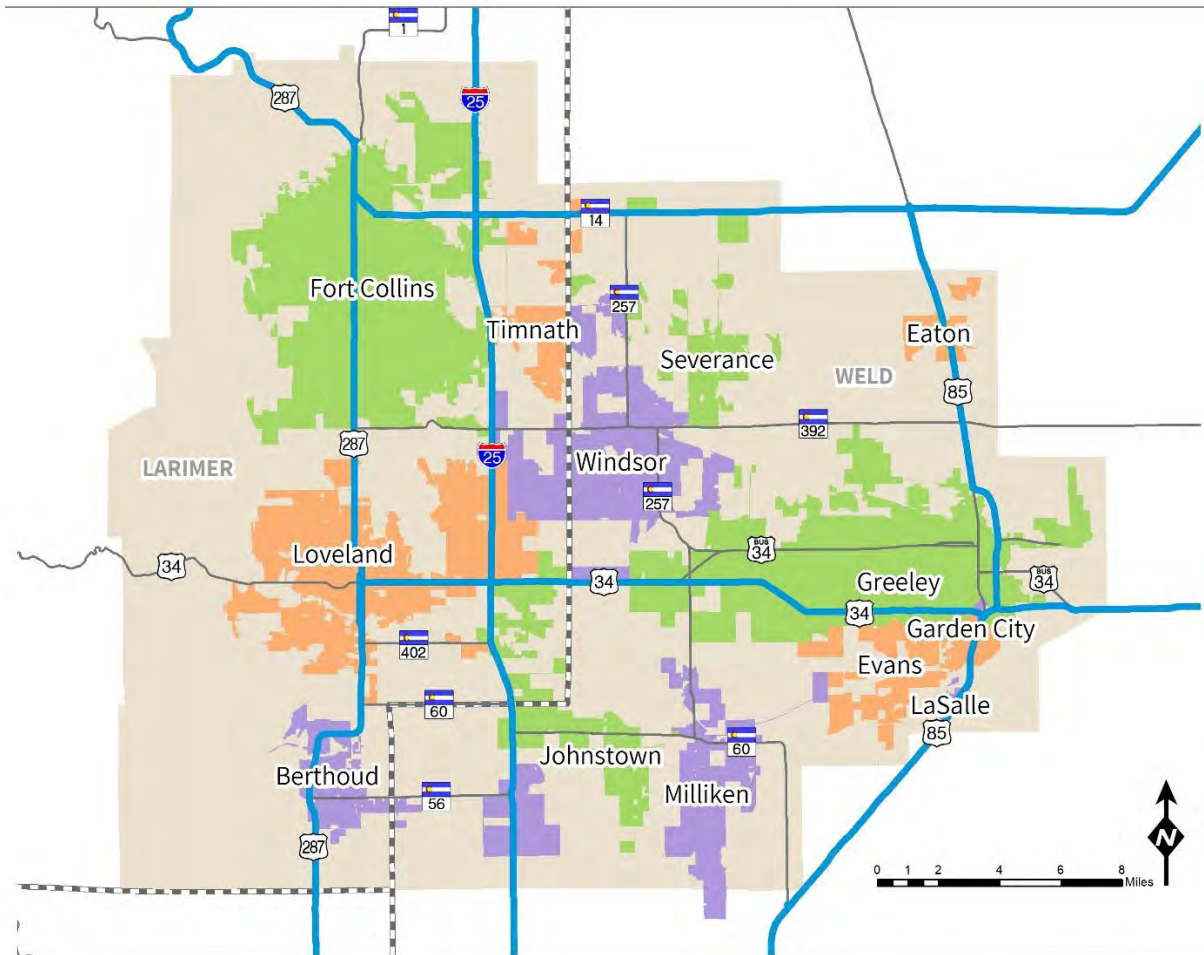 1
287
25
14
Fort Collins
257
Timnath
Eaton
Severance
WELD
85
392
287
25
LARIMER
Windsor
257
Loveland
BUS
34
34
34
Greeley
BUS
34
34
Garden City
402
Evans
60
LaSalle
85
60
Johnstown
Berthoud
Milliken
56
287
N
0 1 2 4 6 8
Miles